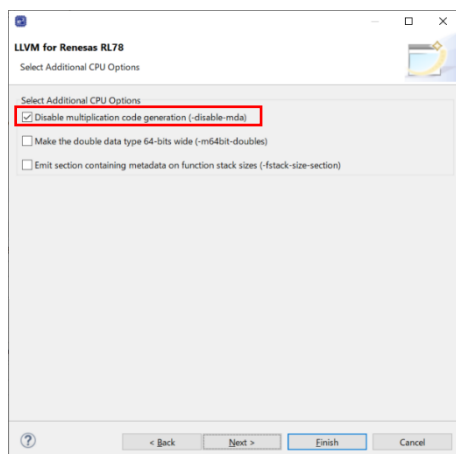 LLVM for Renesas RL78
Select Additional CPU Options
Select Additional CPU Options
Disable multiplication code generation (-disable-mda)
Make the double data type 64-bits wide (-m64bit-doubles)
Emit section containing metadata on function stack sizes (-fstack-size-section)
?
< Back
Next >
Finish
Cancel